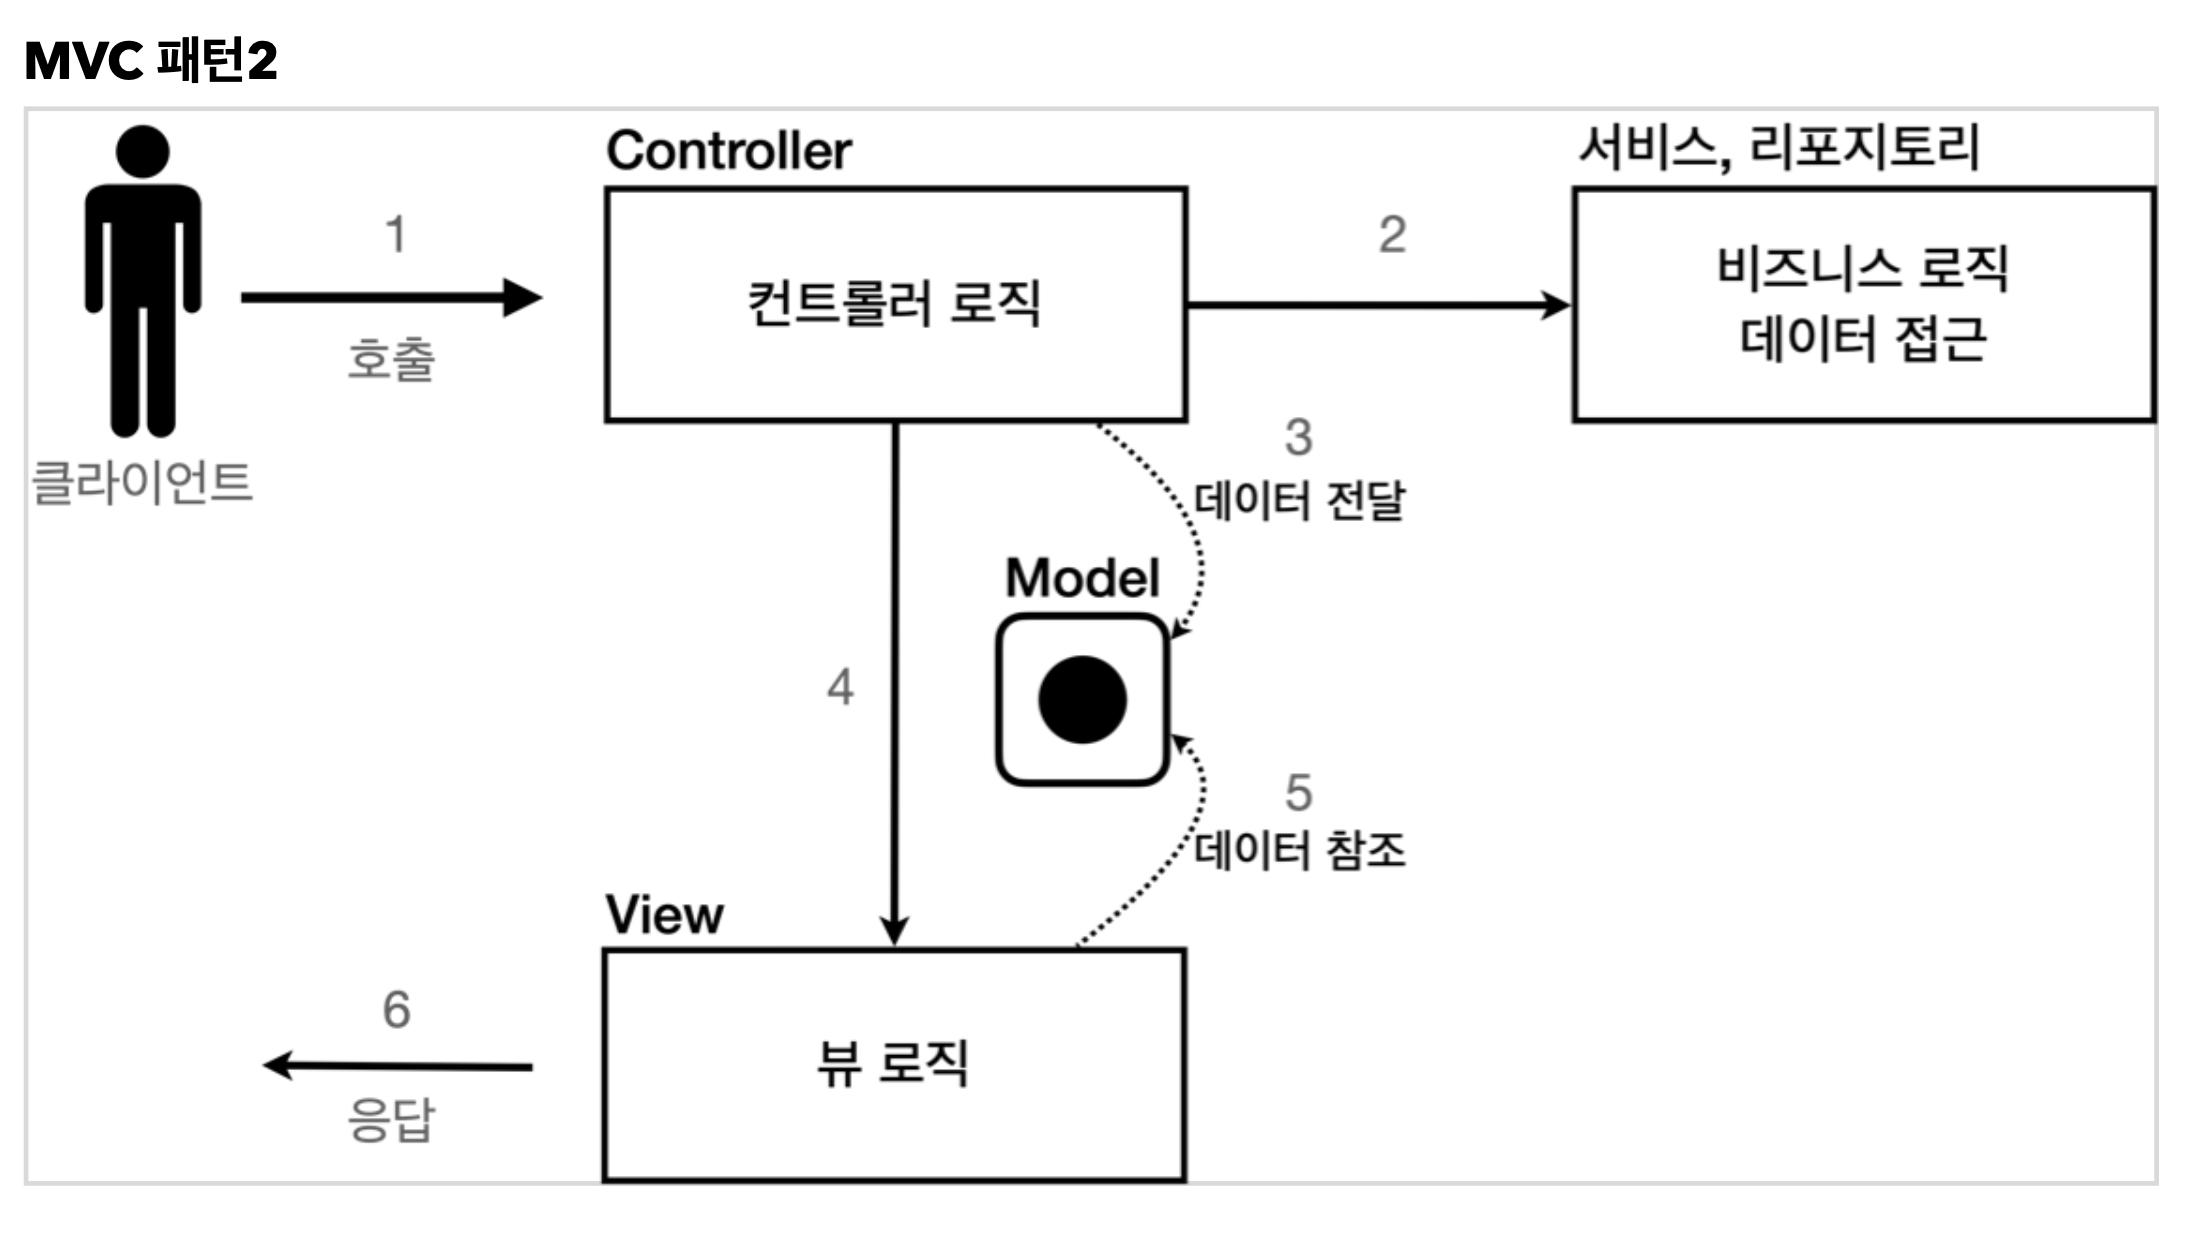 MVC 패턴2
Controller
서비스, 리포지토리
1
호출
컨트롤러 로직
2
비즈니스 로직
데이터 접근
클라이언트
3
데이터 전달
Model
4
5
데이터 참조
View
뷰 로직
6
응답